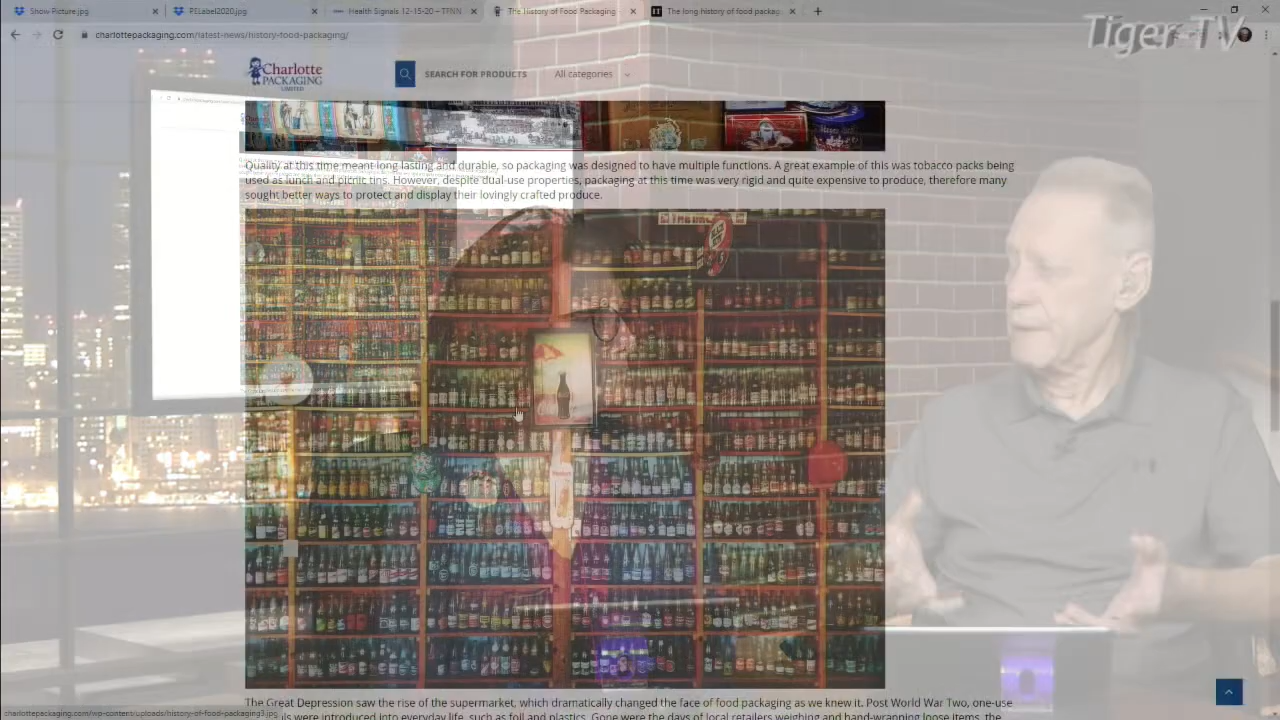 Show Picture.jpg
PELabel2020.jpg
Health Signals 12-15-20 – TFNN
The History of Food Packaging
The long history of food packag
Tiger-TV
charlottepackaging.com/latest-news/history-food-packaging/
Charlotte
PACKAGING
LIMITED
SEARCH FOR PRODUCTS
All categories
Quality at this time meant long lasting and durable, so packaging was designed to have multiple functions. A great example of this was tobacco packs being
used as lunch and picnic tins. However, despite dual-use properties, packaging at this time was very rigid and quite expensive to produce, therefore many
sought better ways to protect and display their lovingly crafted produce.
The Great Depression saw the rise of the supermarket, which dramatically changed the face of food packaging as we knew it. Post World War Two, one-use
ls were introduced into everyday life, such as foil and plastics. Gone were the days of local retailers weighing and hand-wrapping loose items, the
charlottepackaging.com/wp-content/uploads/history-of-food-packaging3.jpg